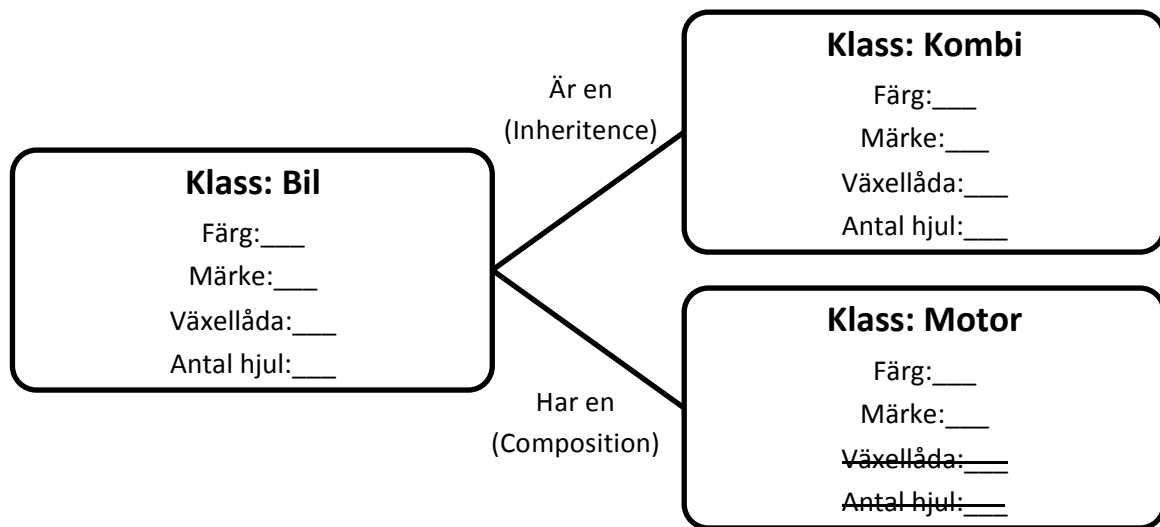 Klass: Bil
Färg:___
Märke:___
Växellåda:___
Antal hjul:___
Är en
(Inheritence)
Har en
(Composition)
Klass: Kombi
Färg:___
Märke:___
Växellåda:___
Antal hjul:___
Klass: Motor
Färg:___
Märke:___
Växellåda:___
Antal hjul:___